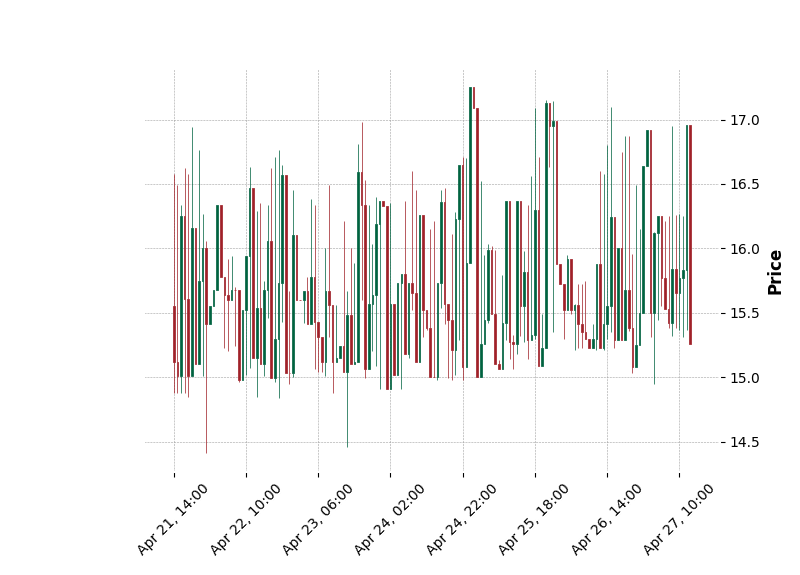 17.0
16.5
16.0
15.5
15.0
14.5
Price
Apr 21, 14:00
Apr 22, 10:00
Apr 23, 06:00
Apr 24, 02:00
Apr 24, 22:00
Apr 25, 18:00
Apr 26, 14:00
Apr 27, 10:00